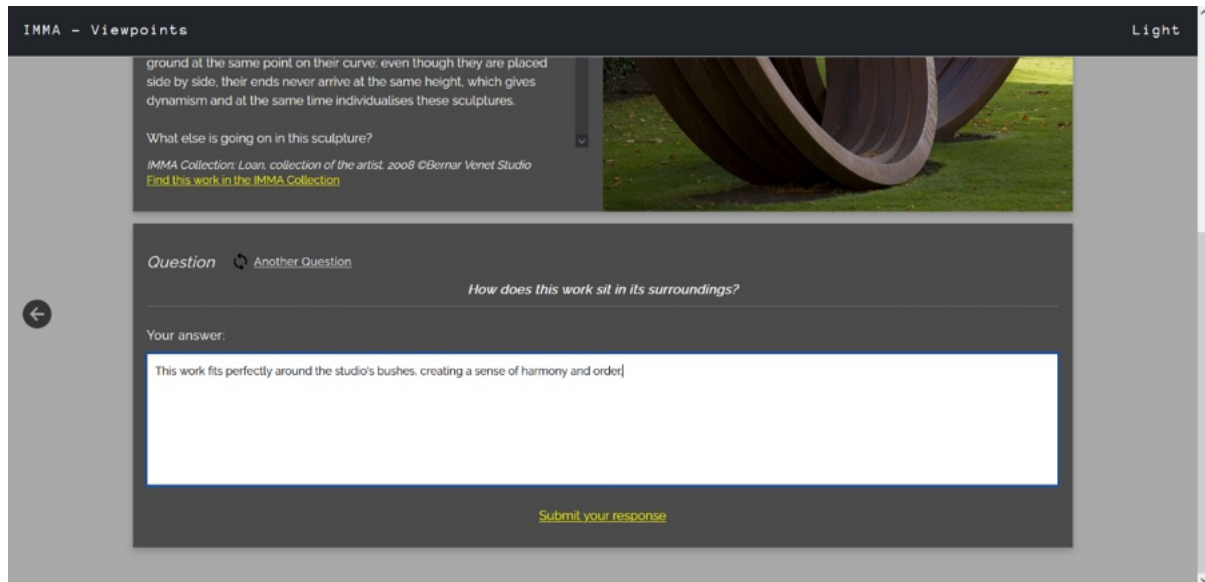 IMMA – Viewpoints
Light
ground at the same point on their curve: even though they are placed
side by side, their ends never arrive at the same height, which gives
dynamism and at the same time individualises these sculptures.
What else is going on in this sculpture?
IMMA Collection: Loan, collection of the artist, 2008 ©Bernar Venet Studio
Find this work in the IMMA Collection
Question
Another Question
How does this work sit in its surroundings?
Your answer:
This work fits perfectly around the studio's bushes, creating a sense of harmony and order
Submit your response